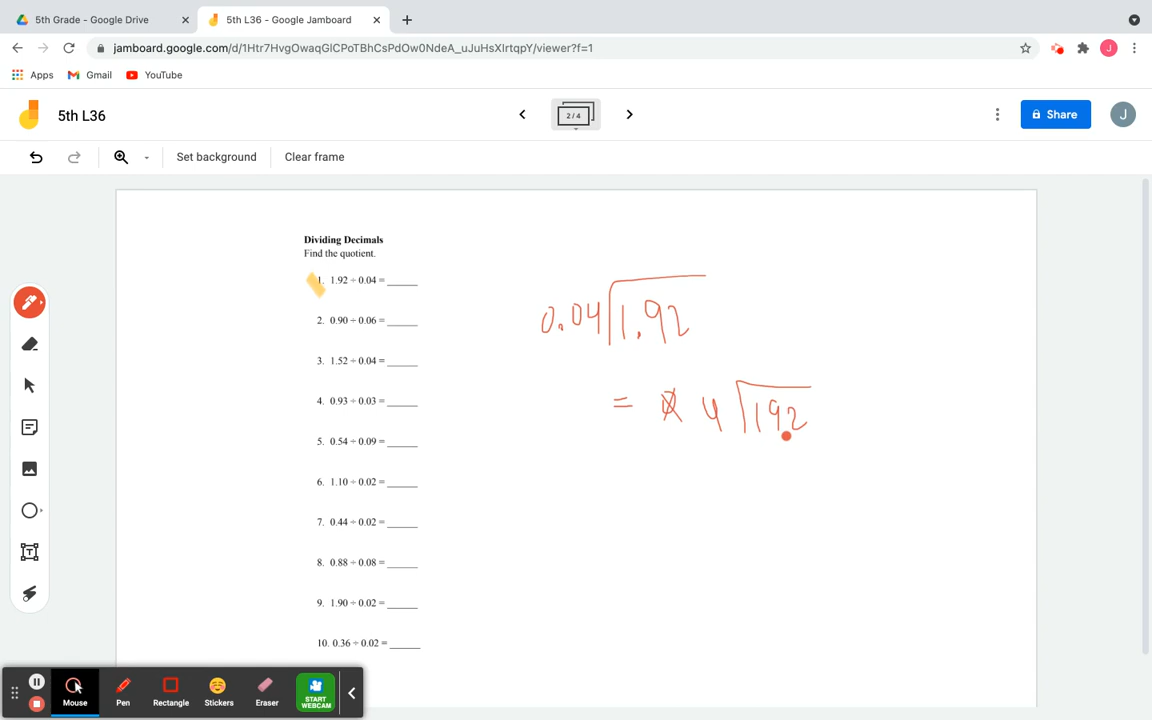 5th Grade - Google Drive
5th L36 - Google Jamboard
jamboard.google.com/d/1Htr7HvgOwaqGlCPoTBhCsPdOw0NdeA_uJuHsXIrtqpY/viewer?f=1
Apps Gmail YouTube
5th L36
2 / 4
Share
J
J
Set background Clear frame
Dividing Decimals
Find the quotient.
1. 1.92 ÷ 0.04 = ______
2. 0.90 ÷ 0.06 = ______
3. 1.52 ÷ 0.04 = ______
4. 0.93 ÷ 0.03 = ______
5. 0.54 ÷ 0.09 = ______
6. 1.10 ÷ 0.02 = ______
7. 0.44 ÷ 0.02 = ______
8. 0.88 ÷ 0.08 = ______
9. 1.90 ÷ 0.02 = ______
10. 0.36 ÷ 0.02 = ______
0.04 1.92
= 4 192
Mouse Pen Rectangle Stickers Eraser START WEBCAM